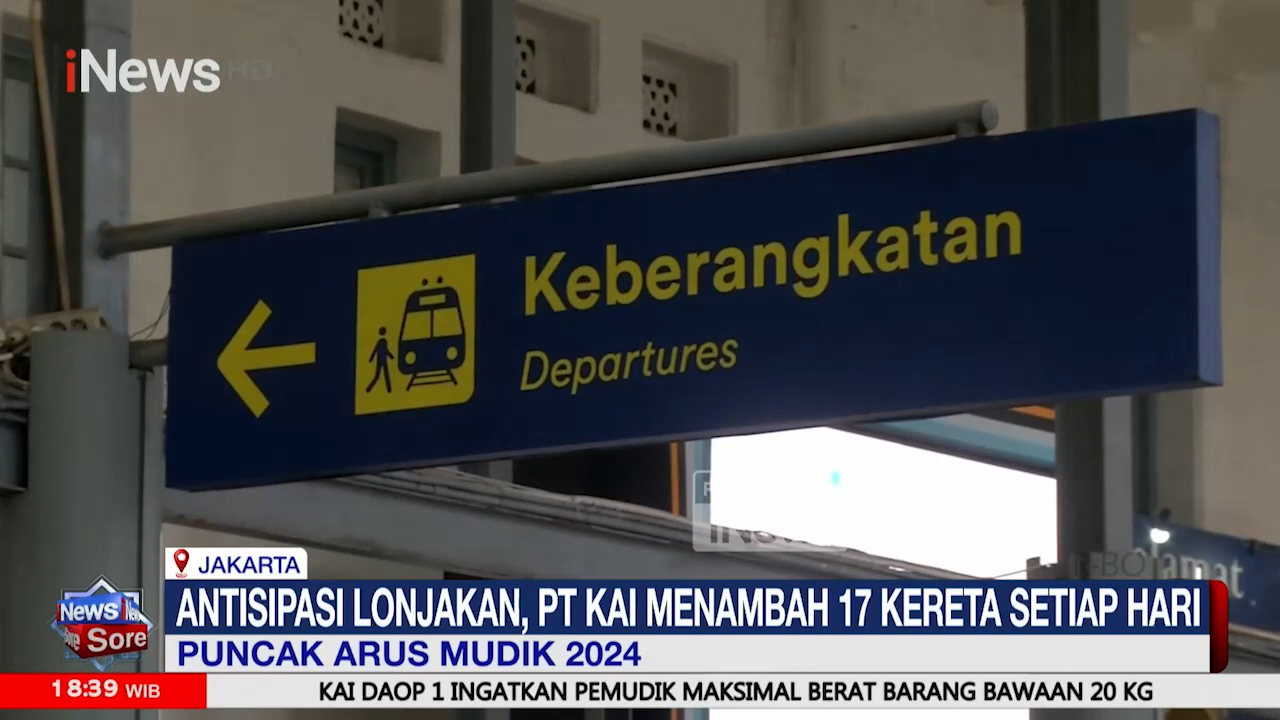 iNews HD
Keberangkatan
Departures
JAKARTA
ANTISIPASI LONJAKAN, PT KAI MENAMBAH 17 KERETA SETIAP HARI
PUNCAK ARUS MUDIK 2024
News
Sore
18:39 WIB
KAI DAOP 1 INGATKAN PEMUDIK MAKSIMAL BERAT BARANG BAWAAN 20 KG